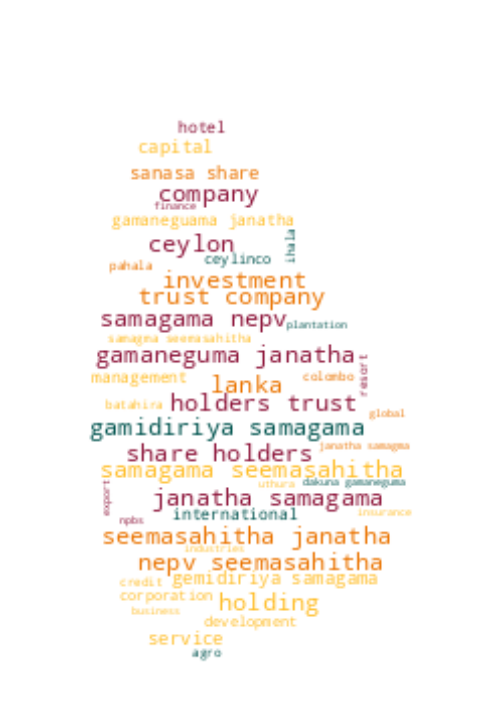 hotel
capital
sanasa share
company
finance
gamaneguama janatha
ceylon
ihala
ceylinco
pahala
investment
trust company
samagama nepv
plantation
samagma seemasahitha
gamaneguma janatha
resort
management
lanka
colombo
batahira
holders trust
global
gamidiriya samagama
share holders
janatha samagma
samagama seemasahitha
uthura
dakuna gamaneguma
export
janatha samagama
international
insurance
npbs
seemasahitha janatha
industries
nepv seemasahitha
credit
gemidiriya samagama
corporation
holding
business
development
service
agro